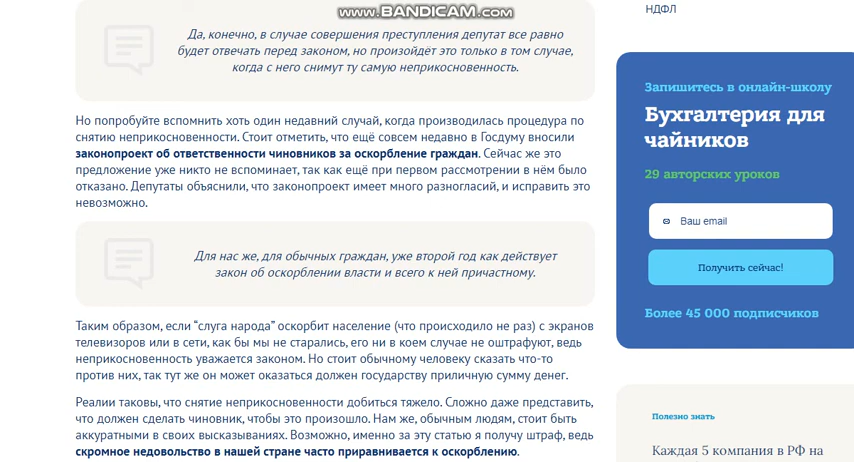 www.BANDICAM.com
Да, конечно, в случае совершения преступления депутат все равно
будет отвечать перед законом, но произойдёт это только в том случае,
когда с него снимут ту самую неприкосновенность.
Но попробуйте вспомнить хоть один недавний случай, когда производилась процедура по
снятию неприкосновенности. Стоит отметить, что ещё совсем недавно в Госдуму вносили
законопроект об ответственности чиновников за оскорбление граждан. Сейчас же это
предложение уже никто не вспоминает, так как ещё при первом рассмотрении в нём было
отказано. Депутаты объяснили, что законопроект имеет много разногласий, и исправить это
невозможно.
Для нас же, для обычных граждан, уже второй год как действует
закон об оскорблении власти и всего к ней причастному.
Таким образом, если “слуга народа” оскорбит население (что происходило не раз) с экранов
телевизоров или в сети, как бы мы не старались, его ни в коем случае не оштрафуют, ведь
неприкосновенность уважается законом. Но стоит обычному человеку сказать что-то
против них, так тут же он может оказаться должен государству приличную сумму денег.
Реалии таковы, что снятие неприкосновенности добиться тяжело. Сложно даже представить,
что должен сделать чиновник, чтобы это произошло. Нам же, обычным людям, стоит быть
аккуратными в своих высказываниях. Возможно, именно за эту статью я получу штраф, ведь
скромное недовольство в нашей стране часто приравнивается к оскорблению.
НДФЛ
Запишитесь в онлайн-школу
Бухгалтерия для
чайников
29 авторских уроков
Ваш email
Получить сейчас!
Более 45 000 подписчиков
Полезно знать
Каждая 5 компания в РФ на